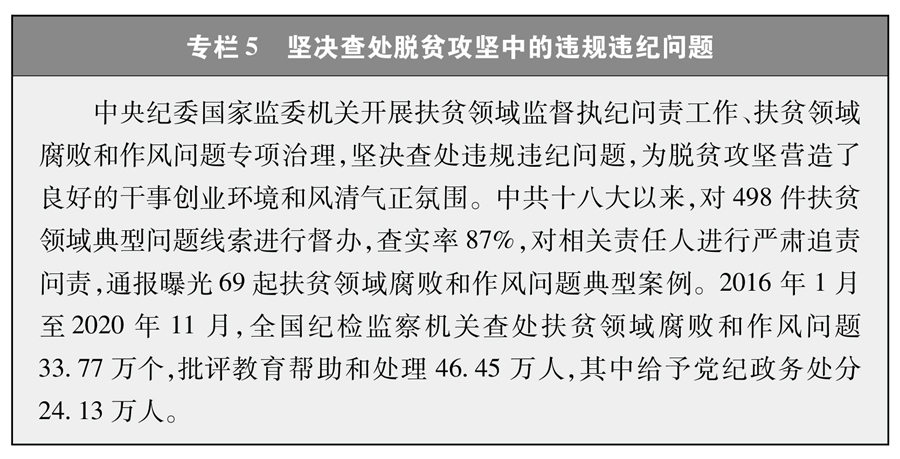 专栏 5 坚决查处脱贫攻坚中的违规违纪问题
中央纪委国家监委机关开展扶贫领域监督执纪问责工作、扶贫领域
腐败和作风问题专项治理,坚决查处违规违纪问题,为脱贫攻坚营造了
良好的干事创业环境和风清气正氛围。中共十八大以来,对 498 件扶贫
领域典型问题线索进行督办,查实率 87%,对相关责任人进行严肃追责
问责,通报曝光 69 起扶贫领域腐败和作风问题典型案例。2016 年 1 月
至 2020 年 11 月,全国纪检监察机关查处扶贫领域腐败和作风问题
33. 77 万个,批评教育帮助和处理 46. 45 万人,其中给予党纪政务处分
24. 13 万人。